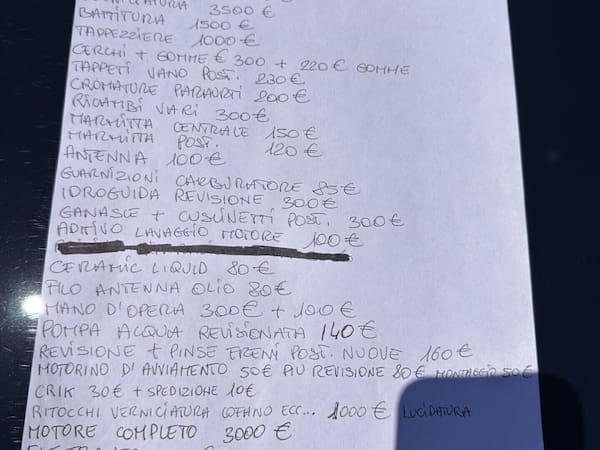 3500 €
BATTITURA 1500 €
TAPPEZZIERE 1000 €
CERCHI + GOMME € 300 + 220 € GOMME
TAPPETI VANO POST. 230 €
CROMATURE PARAURTI 200 €
RICAMBI VARI 300 €
MARMITTA CENTRALE 150 €
MARMITTA POST. 120 €
ANTENNA 100 €
GUARNIZIONI CARBURATORE 85 €
IDROGUIDA REVISIONE 300 €
GANASCE + CUSCINETTI POST. 300 €
ADITIVO LAVAGGIO MOTORE 100 €
CERAMIC LIQUID 80 €
FILO ANTENNA OLIO 80 €
MANO D'OPERA 300 € + 100 €
POMPA ACQUA REVISIONATA 140 €
REVISIONE + PINSE FRENI POST. NUOVE 160 €
MOTORINO D'AVVIAMENTO 50 € PIU REVISIONE 80 € MONTAGGIO 50 €
CRIK 30 € + SPEDIZIONE 10 €
RITOCCHI VERNICIATURA COFANO ECC... 1000 € LUCIDATURA
MOTORE COMPLETO 3000 €